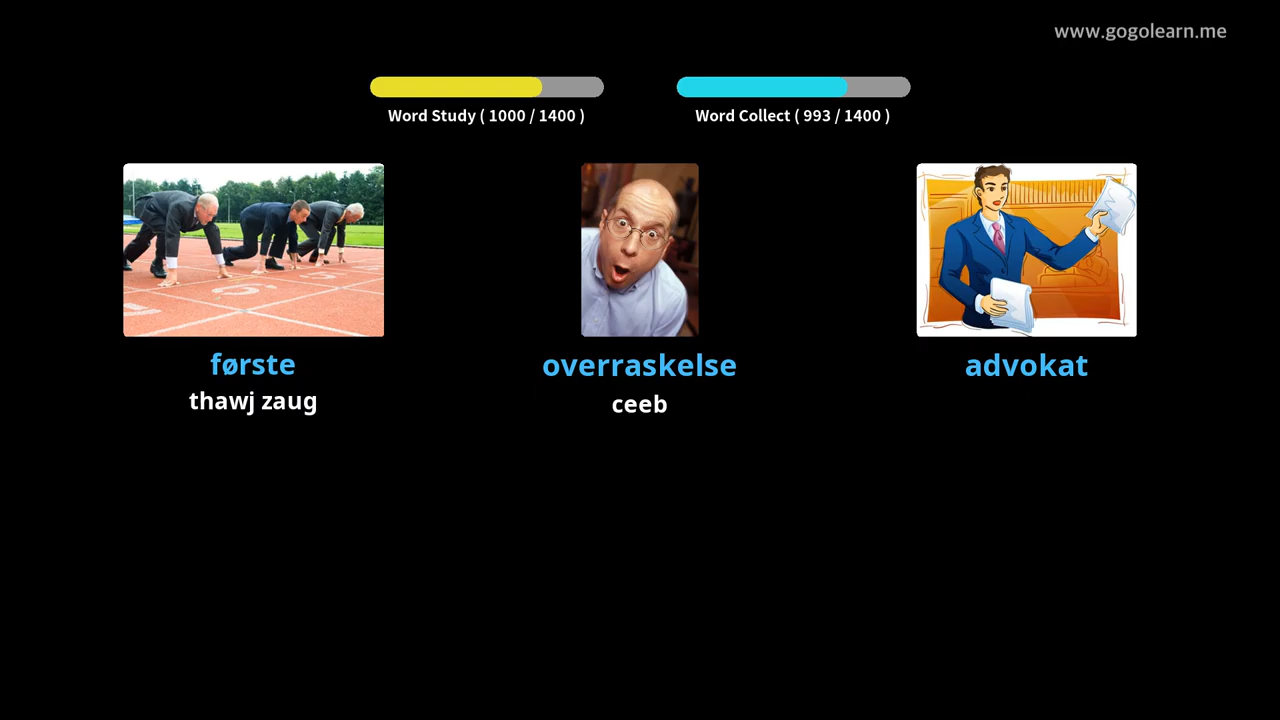 www.gogolearn.me
Word Study ( 1000 / 1400 )
Word Collect ( 993 / 1400 )
første
thawj zaug
overraskelse
ceeb
advokat